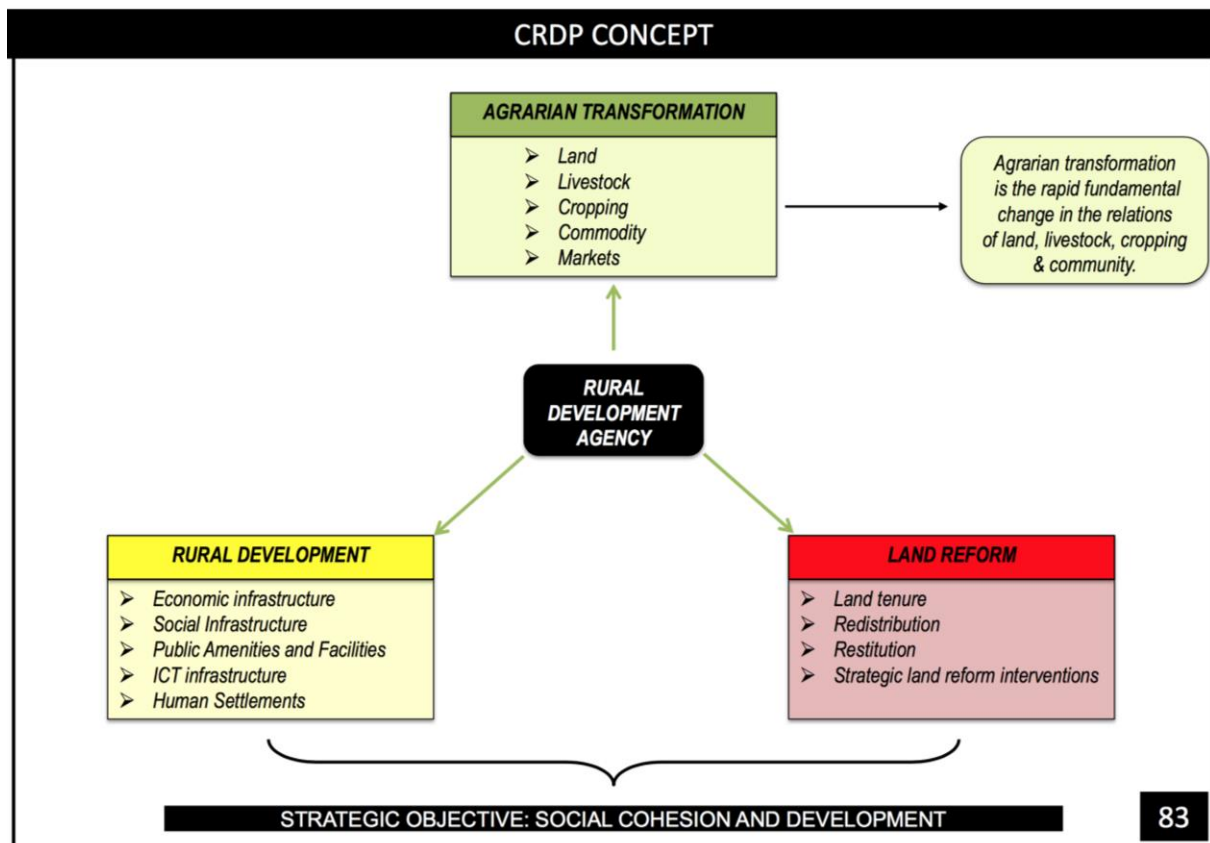 CRDP CONCEPT
AGRARIAN TRANSFORMATION
➢ Land
➢ Livestock
➢ Cropping
➢ Commodity
➢ Markets
Agrarian transformation
is the rapid fundamental
change in the relations
of land, livestock, cropping
& community.
RURAL
DEVELOPMENT
AGENCY
RURAL DEVELOPMENT
➢ Economic infrastructure
➢ Social Infrastructure
➢ Public Amenities and Facilities
➢ ICT infrastructure
➢ Human Settlements
LAND REFORM
➢ Land tenure
➢ Redistribution
➢ Restitution
➢ Strategic land reform interventions
STRATEGIC OBJECTIVE: SOCIAL COHESION AND DEVELOPMENT
83